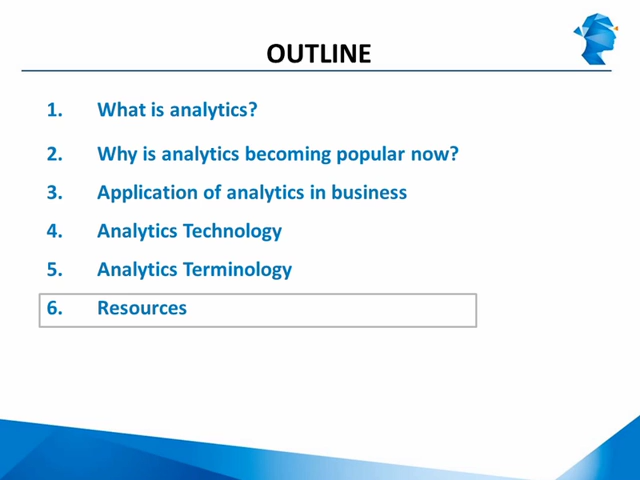 OUTLINE
1. What is analytics?
2. Why is analytics becoming popular now?
3. Application of analytics in business
4. Analytics Technology
5. Analytics Terminology
6. Resources